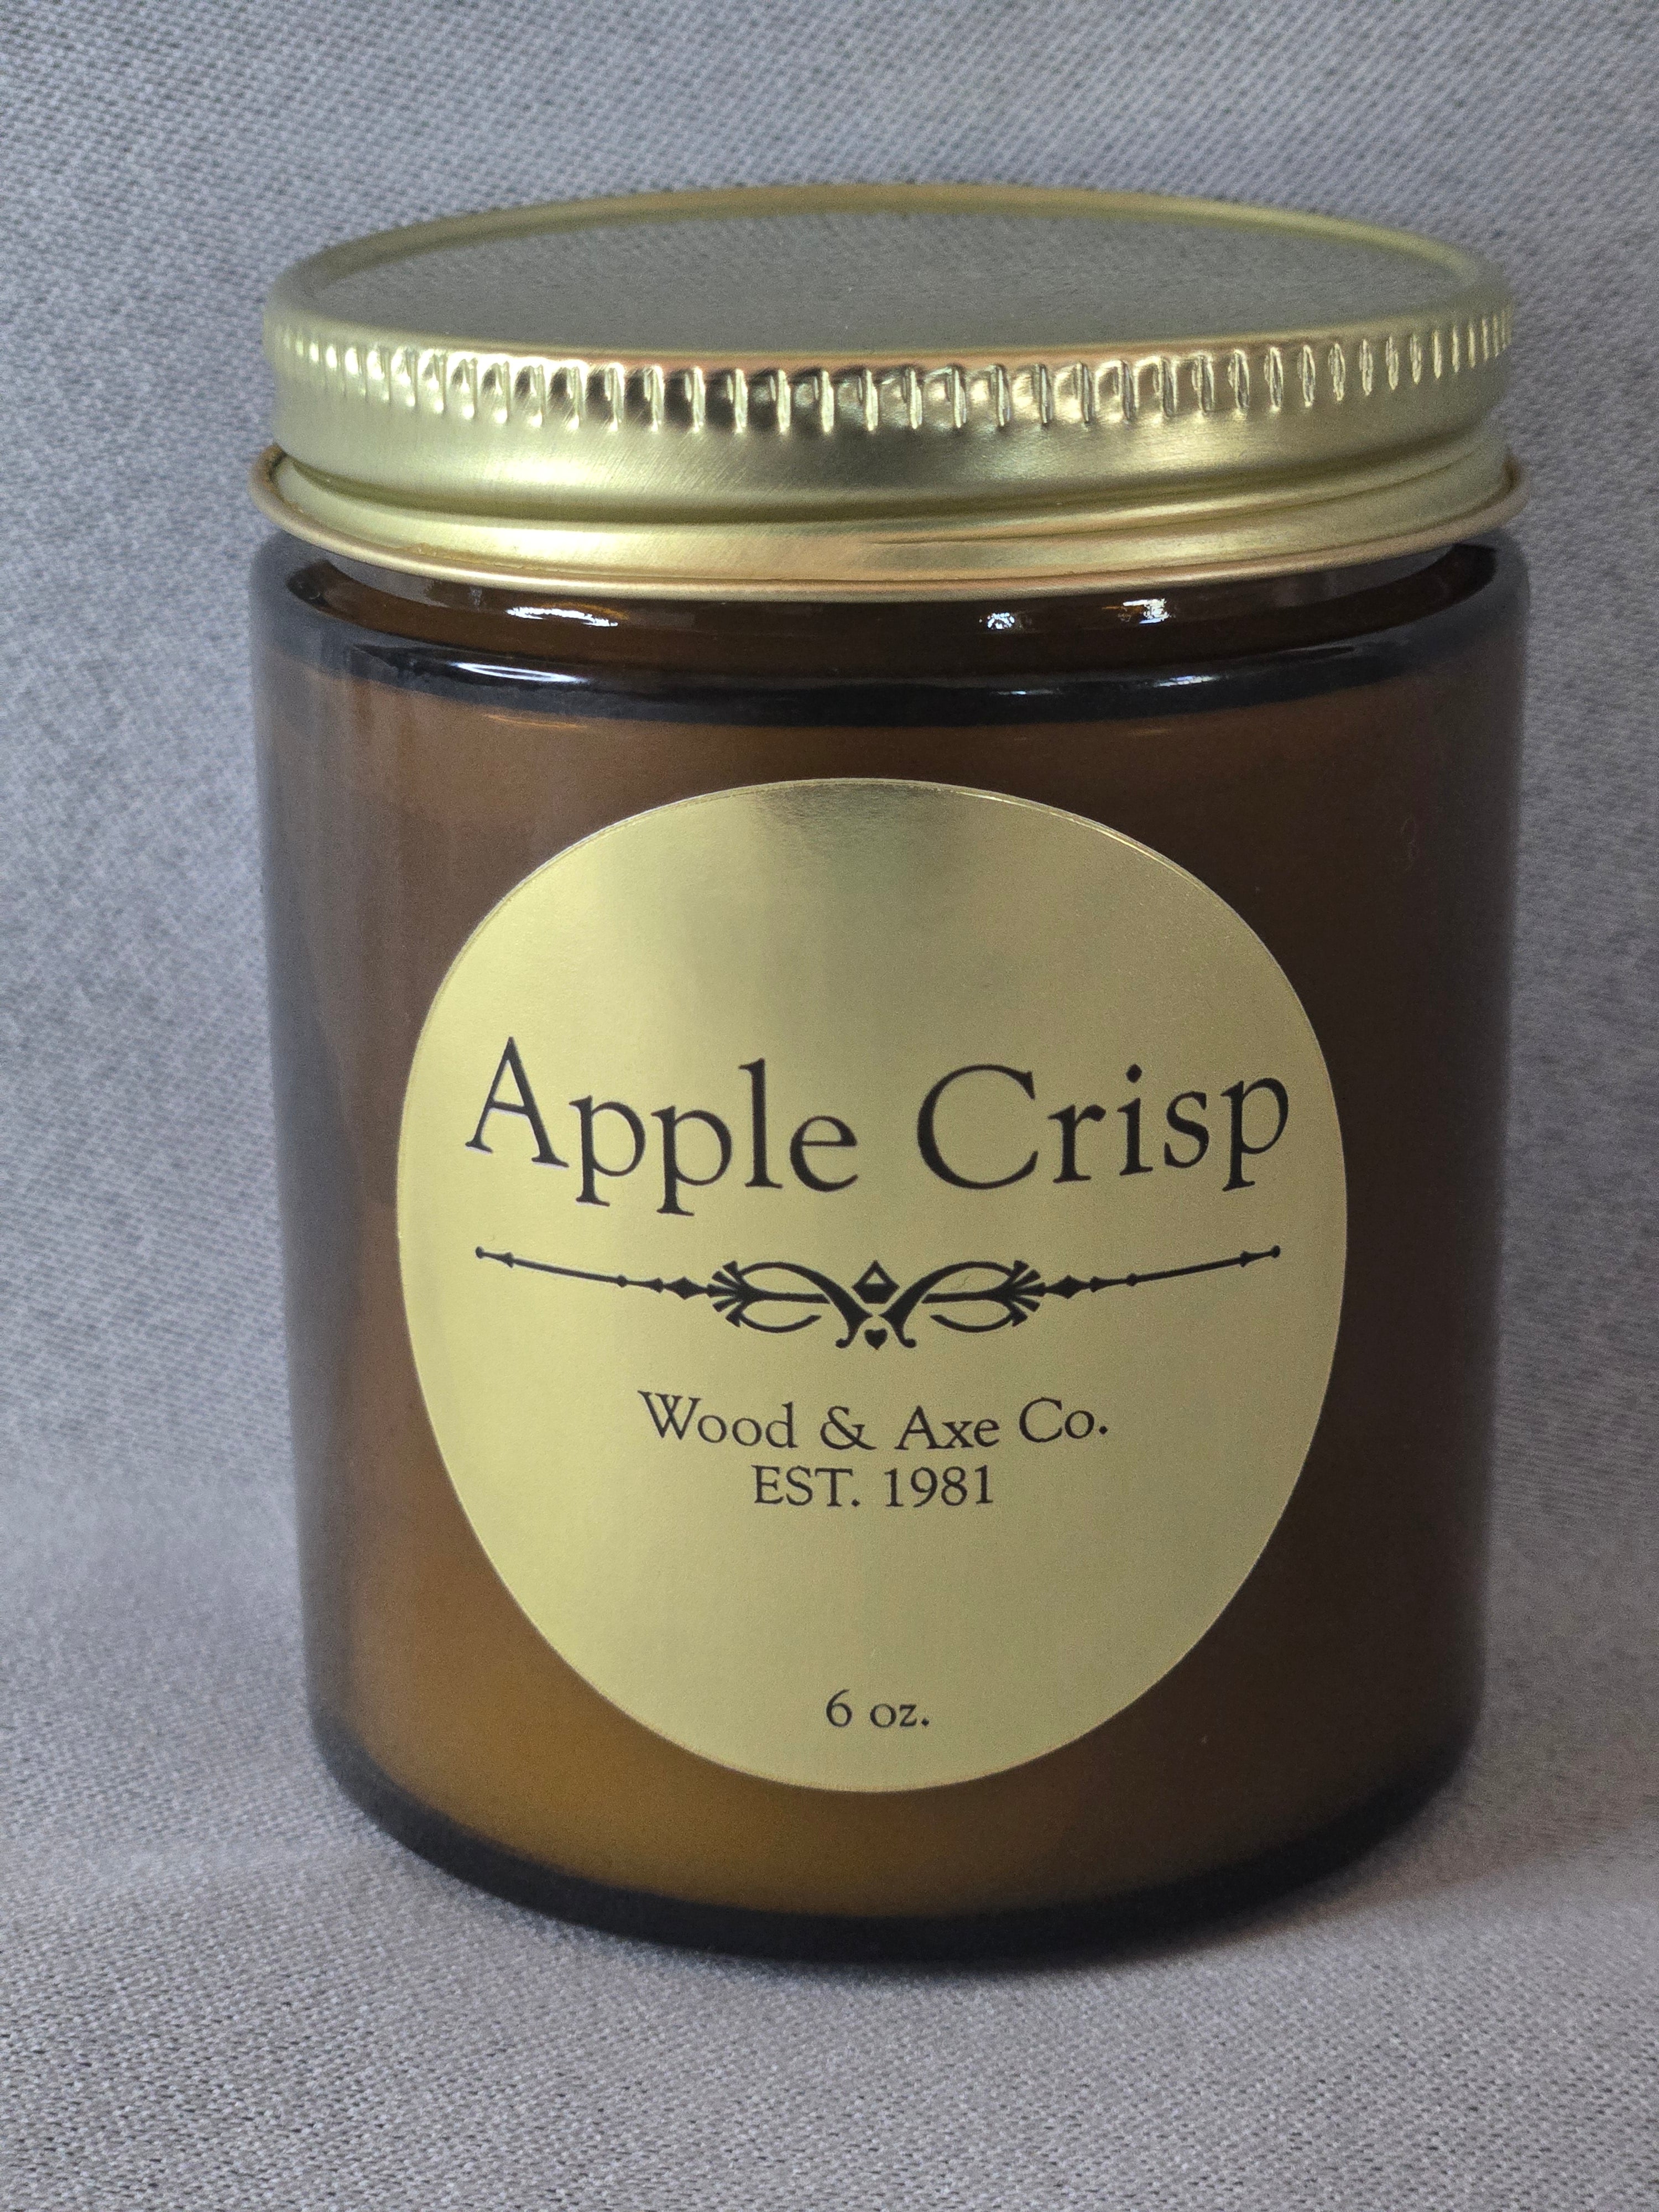 Apple Crisp
Wood & Axe Co.
EST. 1981
6 oz.